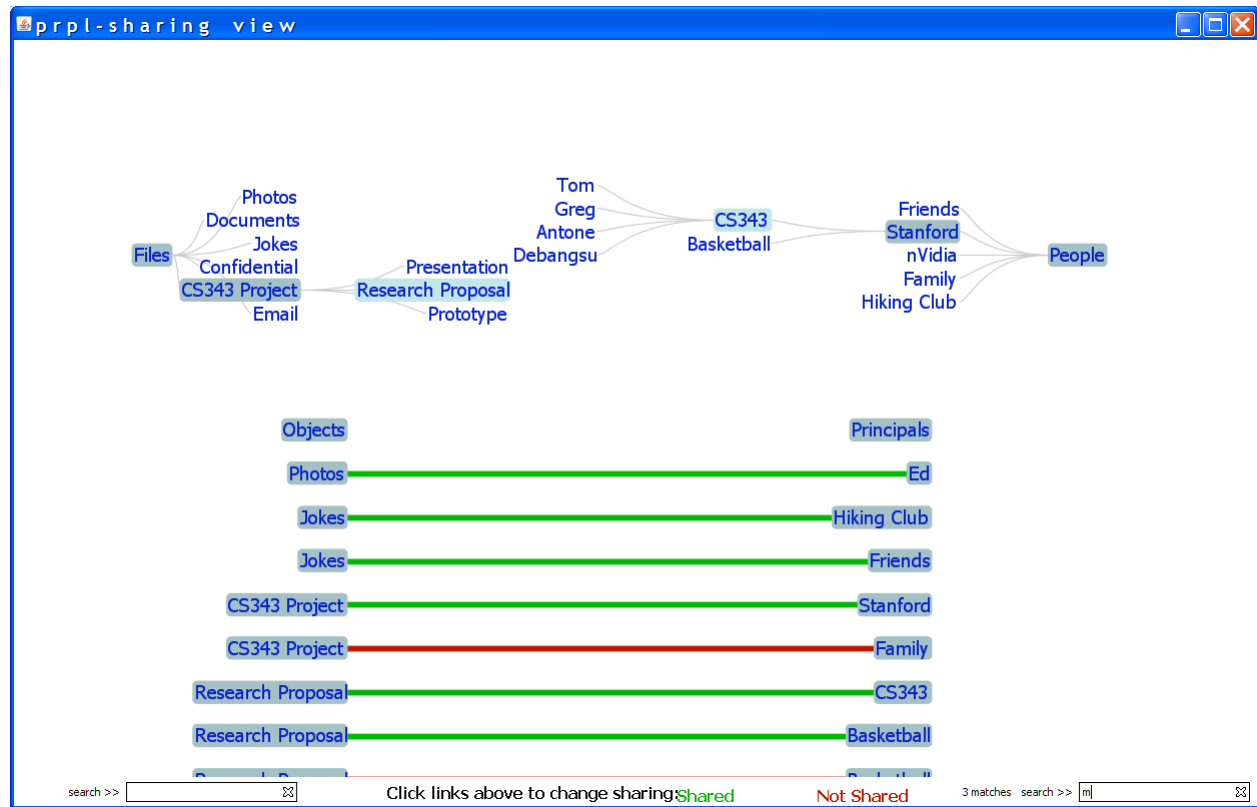 prpl-sharing view
Photos
Documents
Jokes
Files
Confidential
CS343 Project
Email
Presentation
Research Proposal
Prototype
Tom
Greg
Antone
Debangsu
CS343
Basketball
Friends
Stanford
nVidia
Family
Hiking Club
People
Objects Principals
Photos Ed
Jokes Hiking Club
Jokes Friends
CS343 Project Stanford
CS343 Project Family
Research Proposal CS343
Research Proposal Basketball
search >> Click links above to change sharing: Shared Not Shared 3 matches search >> m